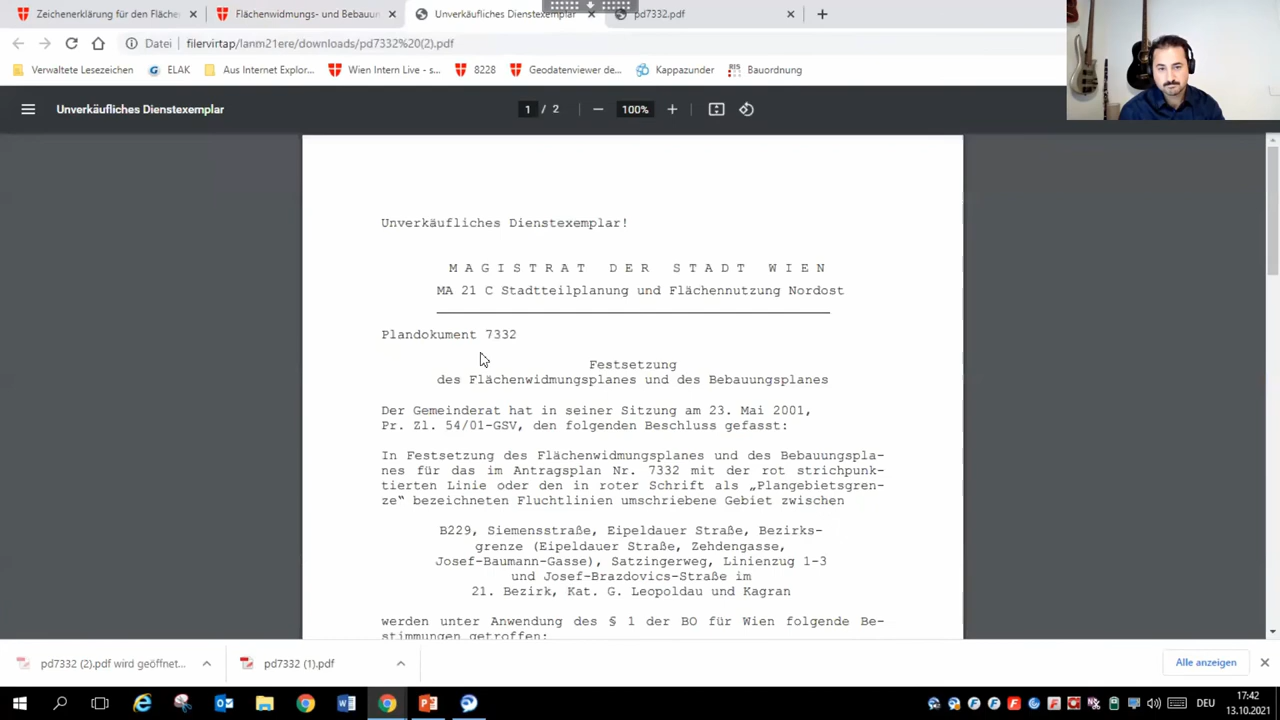 Zeichenerklärung für den Fläche
Flächenwidmungs- und Bebauun
Unverkäufliches Dienstexemplar
pd7332.pdf
Datei
filervirtap/lanm21ere/downloads/pd7332%20(2).pdf
Verwaltete Lesezeichen
ELAK
Aus Internet Explor...
Wien Intern Live - s...
8228
Geodatenviewer de...
Kappazunder
RIS
Bauordnung
Unverkäufliches Dienstexemplar
1 / 2
100%
Unverkäufliches Dienstexemplar!
M A G I S T R A T D E R S T A D T W I E N
MA 21 C Stadtteilplanung und Flächennutzung Nordost
Plandokument 7332
Festsetzung
des Flächenwidmungsplanes und des Bebauungsplanes
Der Gemeinderat hat in seiner Sitzung am 23. Mai 2001,
Pr. Zl. 54/01-GSV, den folgenden Beschluss gefasst:
In Festsetzung des Flächenwidmungsplanes und des Bebauungspla-
nes für das im Antragsplan Nr. 7332 mit der rot strichpunk-
tierten Linie oder den in roter Schrift als „Plangebietsgren-
ze“ bezeichneten Fluchtlinien umschriebene Gebiet zwischen
B229, Siemensstraße, Eipeldauer Straße, Bezirks-
grenze (Eipeldauer Straße, Zehdengasse,
Josef-Baumann-Gasse), Satzingerweg, Linienzug 1-3
und Josef-Brazdovics-Straße im
21. Bezirk, Kat. G. Leopoldau und Kagran
werden unter Anwendung des § 1 der BO für Wien folgende Be-
stimmungen getroffen:
pd7332 (2).pdf wird geöffnet...
pd7332 (1).pdf
Alle anzeigen
DEU
17:42
13.10.2021